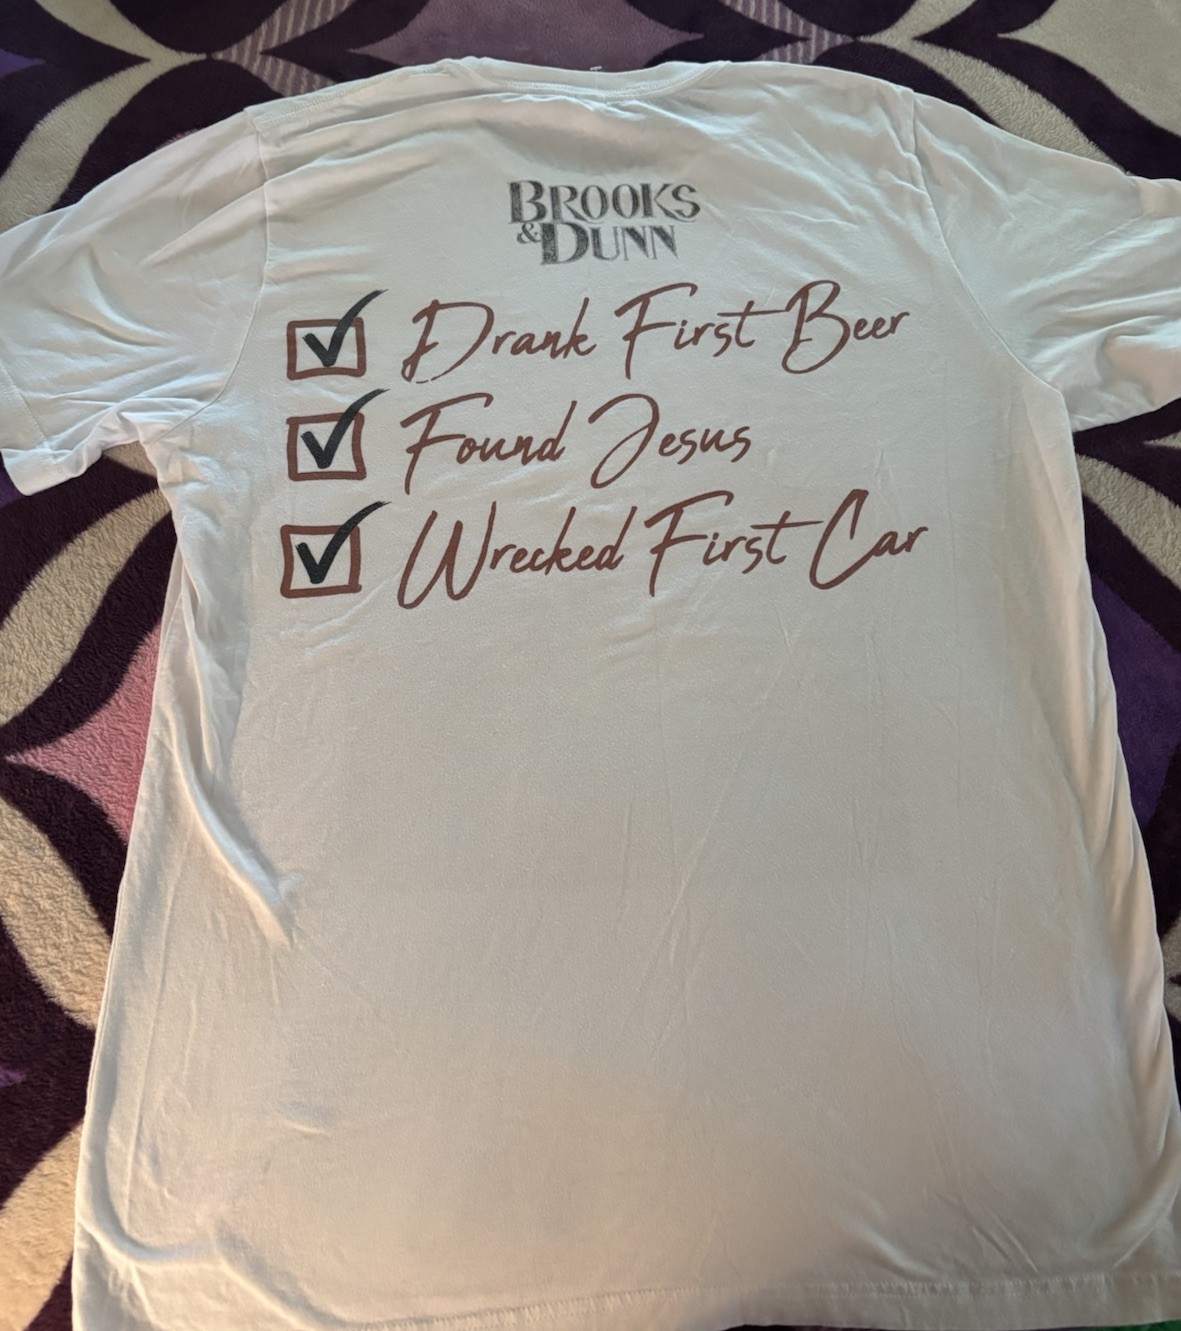 BROOKS
&DUNN
Drank First Beer
Found Jesus
Wrecked First Car